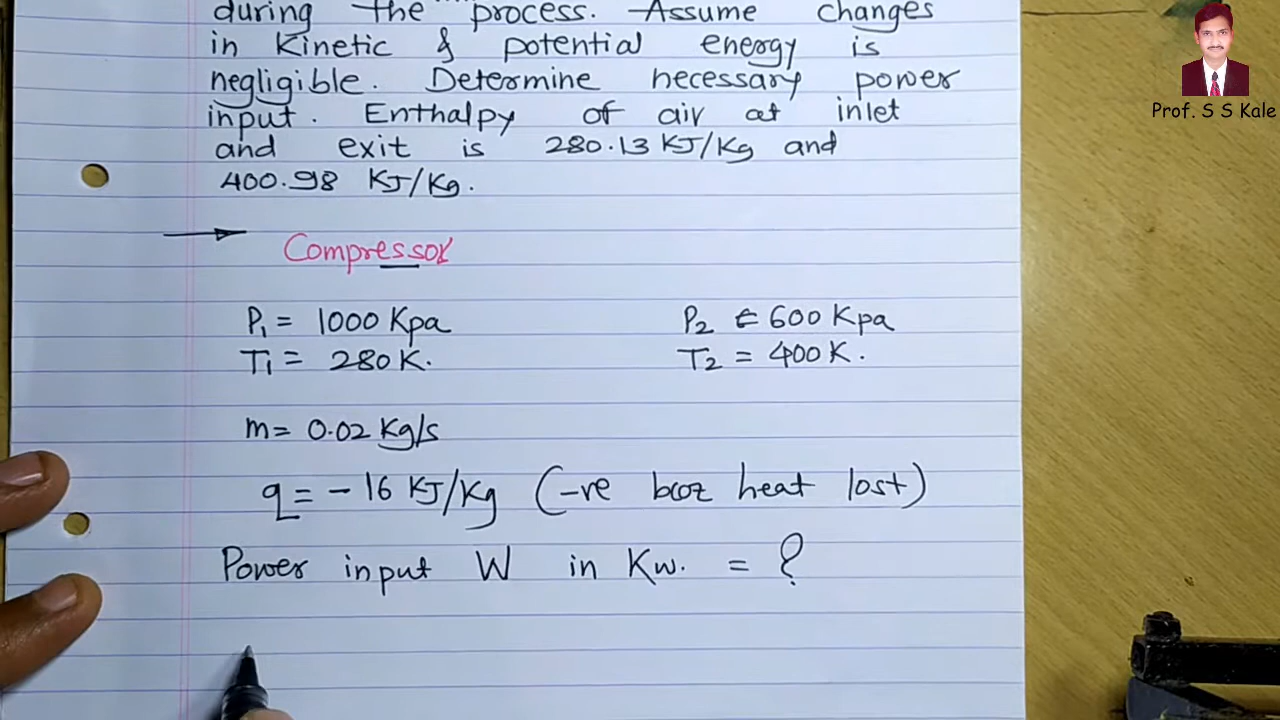 during the process. Assume changes
in Kinetic & potential energy is
negligible. Determine necessary power
input. Enthalpy of air at inlet
and exit is 280.13 KJ/Kg and
400.98 KJ/Kg.
Compressor
P1 = 1000 Kpa P2 = 600 Kpa
T1 = 280 K. T2 = 400 K.
m = 0.02 Kg/s
q = - 16 KJ/Kg (-ve bcoz heat lost)
Power input W in Kw. = ?
Prof. S S Kale